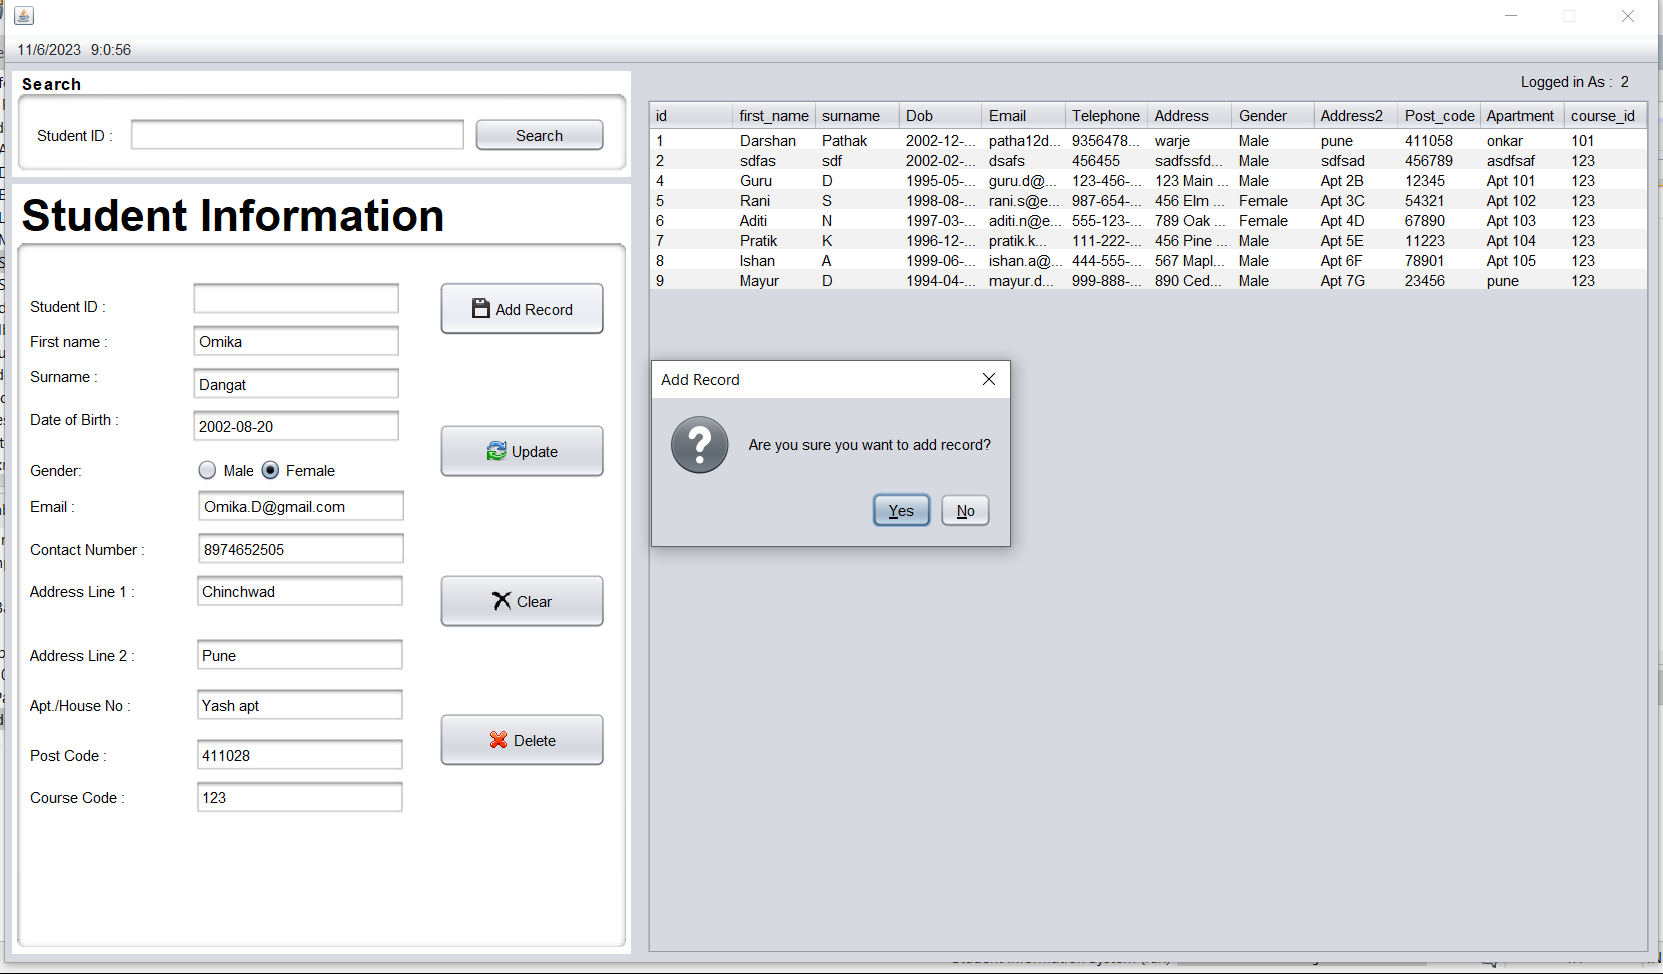 11/6/2023 9:0:56
Search
Student ID :
Search
Student Information
Student ID :
Add Record
First name :
Omika
Surname :
Dangat
Date of Birth :
2002-08-20
Update
Gender:
Male
Female
Email :
Omika.D@gmail.com
Contact Number :
8974652505
Address Line 1 :
Chinchwad
Clear
Address Line 2 :
Pune
Apt./House No :
Yash apt
Delete
Post Code :
411028
Course Code :
123
Logged in As : 2
id first_name surname Dob Email Telephone Address Gender Address2 Post_code Apartment course_id
1 Darshan Pathak 2002-12-... patha12d... 9356478... warje Male pune 411058 onkar 101
2 sdfas sdf 2002-02-... dsafs 456455 sadfssfd... Male sdfsad 456789 asdfsaf 123
4 Guru D 1995-05-... guru.d@... 123-456-... 123 Main ... Male Apt 2B 12345 Apt 101 123
5 Rani S 1998-08-... rani.s@e... 987-654-... 456 Elm ... Female Apt 3C 54321 Apt 102 123
6 Aditi N 1997-03-... aditi.n@e... 555-123-... 789 Oak ... Female Apt 4D 67890 Apt 103 123
7 Pratik K 1996-12-... pratik.k... 111-222-... 456 Pine ... Male Apt 5E 11223 Apt 104 123
8 Ishan A 1999-06-... ishan.a@... 444-555-... 567 Mapl... Male Apt 6F 78901 Apt 105 123
9 Mayur D 1994-04-... mayur.d... 999-888-... 890 Ced... Male Apt 7G 23456 pune 123
Add Record
Are you sure you want to add record?
Yes
No